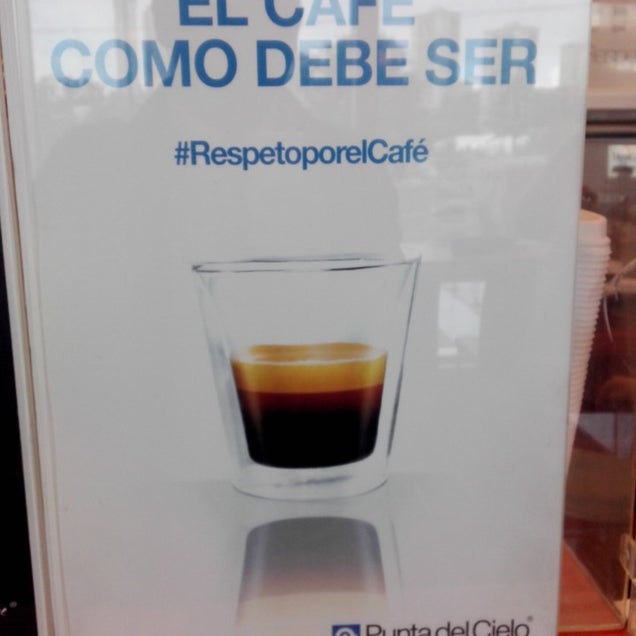 EL CAFÉ
COMO DEBE SER
#RespetoporelCafé
Punta del Cielo®